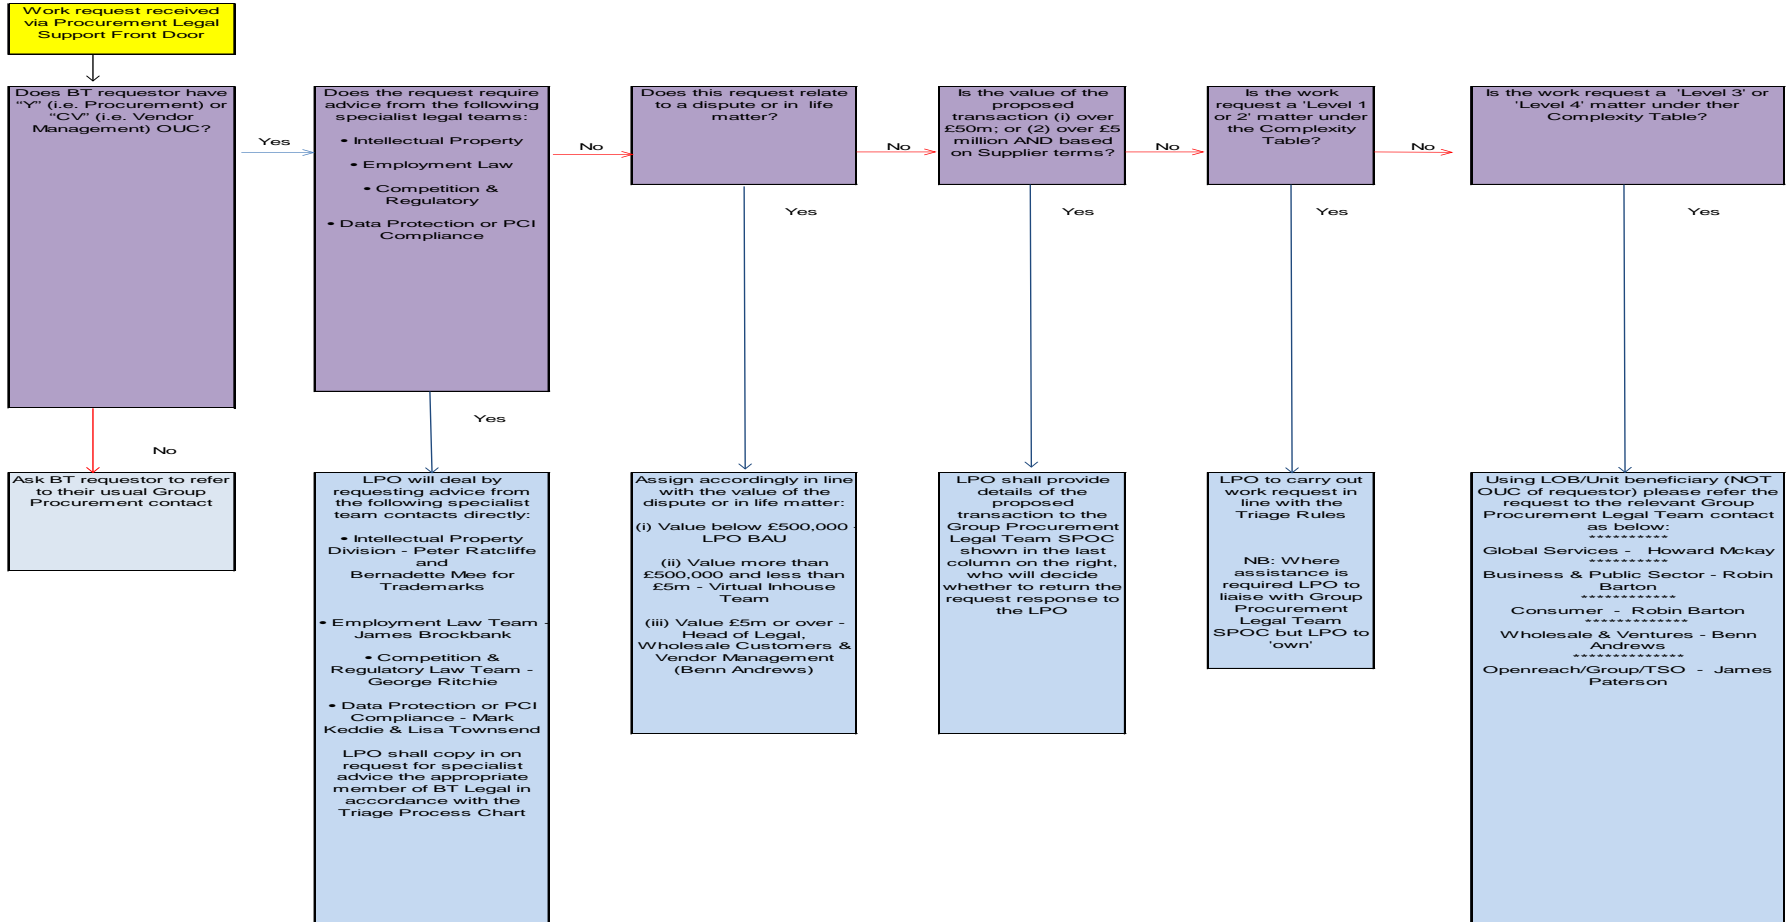 Work request received
via Procurement Legal
Support Front Door
Does BT requestor have
“Y” (i.e. Procurement) or
“CV” (i.e. Vendor
Management) OUC?
Yes
No
Ask BT requestor to refer
to their usual Group
Procurement contact
Does the request require
advice from the following
specialist legal teams:
• Intellectual Property
• Employment Law
• Competition &
Regulatory
• Data Protection or PCI
Compliance
No
Yes
LPO will deal by
requesting advice from
the following specialist
team contacts directly:
• Intellectual Property
Division - Peter Ratcliffe
and
Bernadette Mee for
Trademarks
• Employment Law Team -
James Brockbank
• Competition &
Regulatory Law Team -
George Ritchie
• Data Protection or PCI
Compliance - Mark
Keddie & Lisa Townsend
LPO shall copy in on
request for specialist
advice the appropriate
member of BT Legal in
accordance with the
Triage Process Chart
Does this request relate
to a dispute or in  life
matter?
No
Yes
Assign accordingly in line
with the value of the
dispute or in life matter:
(i) Value below £500,000 -
LPO BAU
(ii) Value more than
£500,000 and less than
£5m - Virtual Inhouse
Team
(iii) Value £5m or over -
Head of Legal,
Wholesale Customers &
Vendor Management
(Benn Andrews)
Is the value of the
proposed
transaction (i) over
£50m; or (2) over £5
million AND based
on Supplier terms?
No
Yes
LPO shall provide
details of the
proposed
transaction to the
Group Procurement
Legal Team SPOC
shown in the last
column on the right,
who will decide
whether to return the
request response to
the LPO
Is the work
request a 'Level 1
or 2' matter under
the Complexity
Table?
No
Yes
LPO to carry out
work request in
line with the
Triage Rules
NB: Where
assistance is
required LPO to
liaise with Group
Procurement
Legal Team
SPOC but LPO to
'own'
Is the work request a  'Level 3' or
'Level 4' matter under ther
Complexity Table?
Yes
Using LOB/Unit beneficiary (NOT
OUC of requestor) please refer the
request to the relevant Group
Procurement Legal Team contact
as below:
**********
Global Services -   Howard Mckay
**********
Business & Public Sector - Robin
Barton
************
Consumer  -  Robin Barton
*************
Wholesale & Ventures - Benn
Andrews
**************
Openreach/Group/TSO  -  James
Paterson